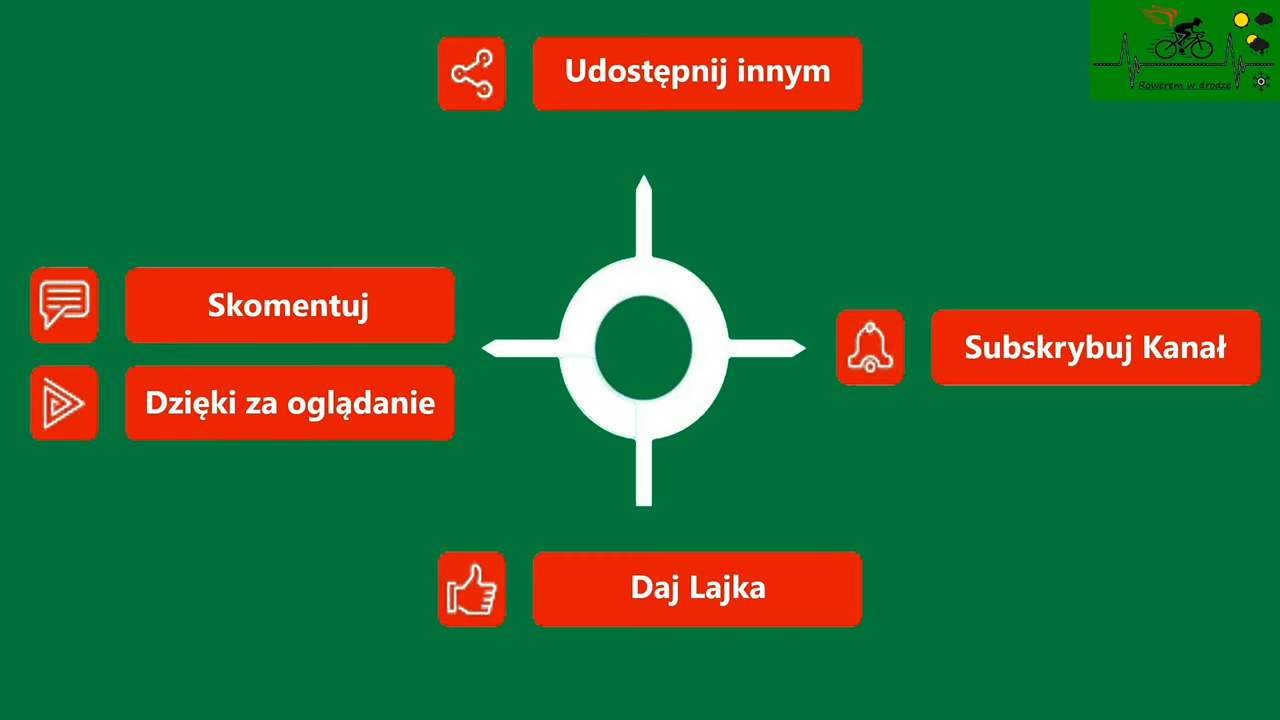 Udostępnij innym
Rowerem w drodze
Skomentuj
Dzięki za oglądanie
Subskrybuj Kanał
Daj Lajka